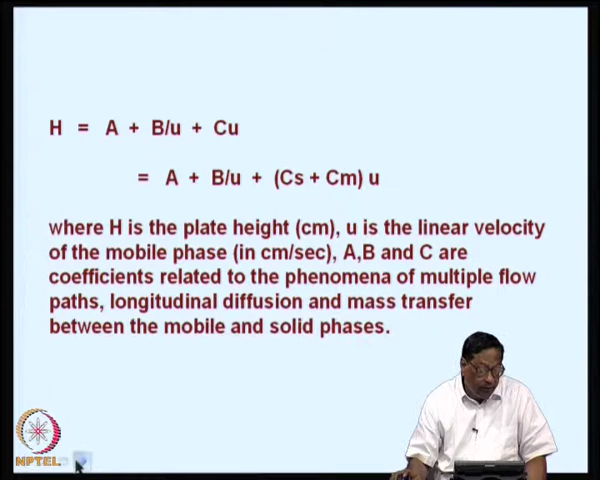 H = A + B/u + Cu
= A + B/u + (Cs + Cm) u
where H is the plate height (cm), u is the linear velocity
of the mobile phase (in cm/sec), A,B and C are
coefficients related to the phenomena of multiple flow
paths, longitudinal diffusion and mass transfer
between the mobile and solid phases.
NPTEL